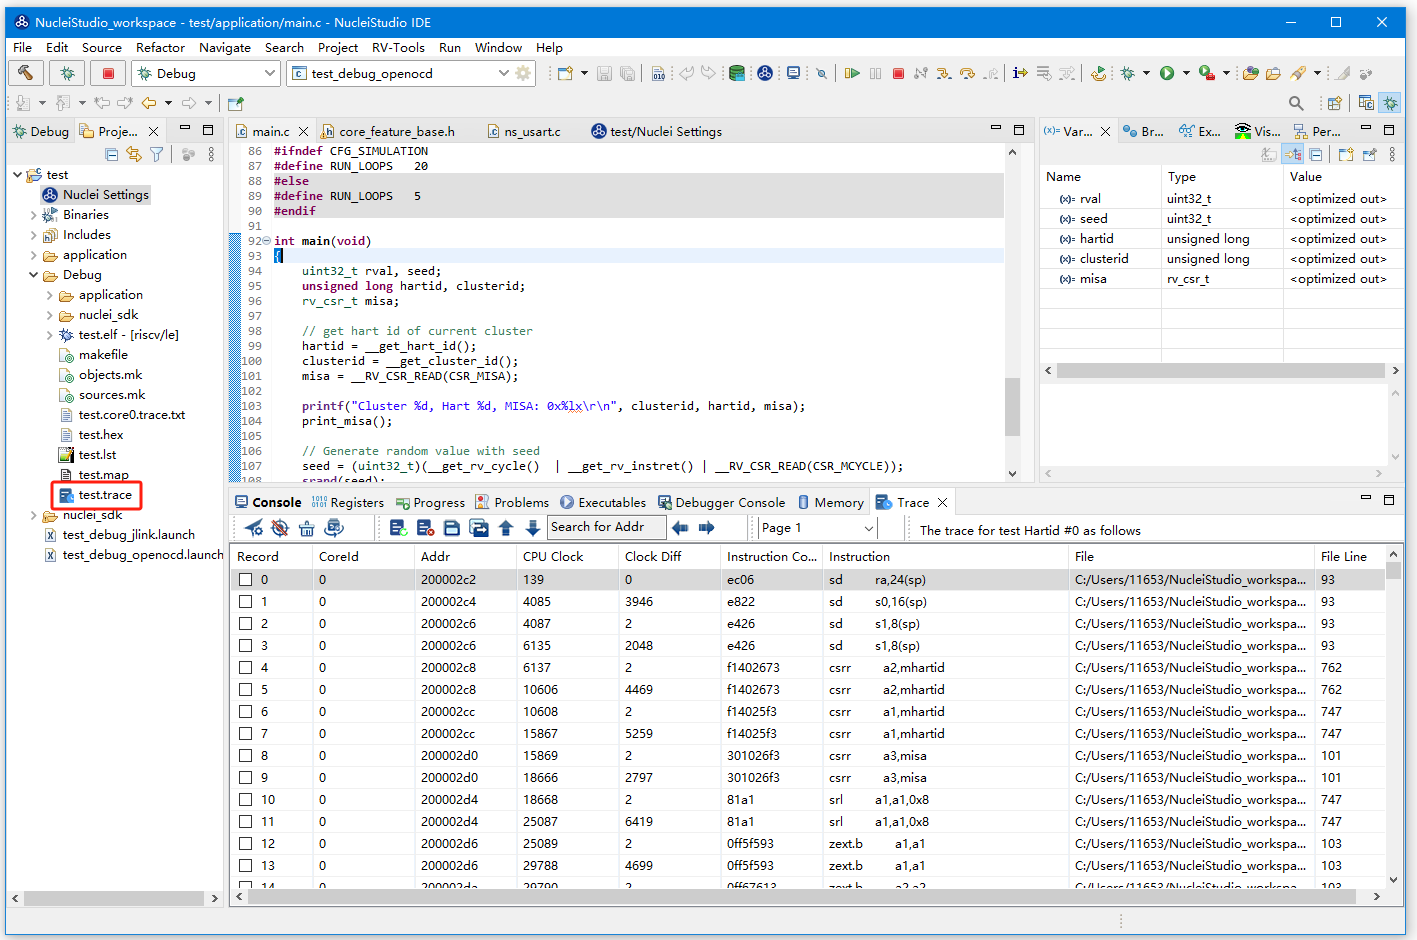 NucleiStudio_workspace - test/application/main.c - NucleiStudio IDE
File Edit Source Refactor Navigate Search Project RV-Tools Run Window Help
Debug
test_debug_openocd
Debug
Proje...
test
Nuclei Settings
Binaries
Includes
application
Debug
application
nuclei_sdk
test.elf - [riscv/le]
makefile
objects.mk
sources.mk
test.core0.trace.txt
test.hex
test.lst
test.map
test.trace
nuclei_sdk
test_debug_jlink.launch
test_debug_openocd.launch
main.c
core_feature_base.h
ns_usart.c
test/Nuclei Settings
86 #ifndef CFG_SIMULATION
87 #define RUN_LOOPS   20
88 #else
89 #define RUN_LOOPS   5
90 #endif
91
92 int main(void)
93 {
94     uint32_t rval, seed;
95     unsigned long hartid, clusterid;
96     rv_csr_t misa;
97
98     // get hart id of current cluster
99     hartid = __get_hart_id();
100     clusterid = __get_cluster_id();
101     misa = __RV_CSR_READ(CSR_MISA);
102
103     printf("Cluster %d, Hart %d, MISA: 0x%lx\r\n", clusterid, hartid, misa);
104     print_misa();
105
106     // Generate random value with seed
107     seed = (uint32_t)(__get_rv_cycle()  | __get_rv_instret() | __RV_CSR_READ(CSR_MCYCLE));
108     srand(seed);
Var... Br... Ex... Vis... Per...
Name Type Value
(x)= rval uint32_t <optimized out>
(x)= seed uint32_t <optimized out>
(x)= hartid unsigned long <optimized out>
(x)= clusterid unsigned long <optimized out>
(x)= misa rv_csr_t <optimized out>
Console Registers Progress Problems Executables Debugger Console Memory Trace
Search for Addr
Page 1
The trace for test Hartid #0 as follows
Record CoreId Addr CPU Clock Clock Diff Instruction Co... Instruction File File Line
0 0 200002c2 139 0 ec06 sd ra,24(sp) C:/Users/11653/NucleiStudio_workspa... 93
1 0 200002c4 4085 3946 e822 sd s0,16(sp) C:/Users/11653/NucleiStudio_workspa... 93
2 0 200002c6 4087 2 e426 sd s1,8(sp) C:/Users/11653/NucleiStudio_workspa... 93
3 0 200002c6 6135 2048 e426 sd s1,8(sp) C:/Users/11653/NucleiStudio_workspa... 93
4 0 200002c8 6137 2 f1402673 csrr a2,mhartid C:/Users/11653/NucleiStudio_workspa... 762
5 0 200002c8 10606 4469 f1402673 csrr a2,mhartid C:/Users/11653/NucleiStudio_workspa... 762
6 0 200002cc 10608 2 f14025f3 csrr a1,mhartid C:/Users/11653/NucleiStudio_workspa... 747
7 0 200002cc 15867 5259 f14025f3 csrr a1,mhartid C:/Users/11653/NucleiStudio_workspa... 747
8 0 200002d0 15869 2 301026f3 csrr a3,misa C:/Users/11653/NucleiStudio_workspa... 101
9 0 200002d0 18666 2797 301026f3 csrr a3,misa C:/Users/11653/NucleiStudio_workspa... 101
10 0 200002d4 18668 2 81a1 srl a1,a1,0x8 C:/Users/11653/NucleiStudio_workspa... 747
11 0 200002d4 25087 6419 81a1 srl a1,a1,0x8 C:/Users/11653/NucleiStudio_workspa... 747
12 0 200002d6 25089 2 0ff5f593 zext.b a1,a1 C:/Users/11653/NucleiStudio_workspa... 103
13 0 200002d6 29788 4699 0ff5f593 zext.b a1,a1 C:/Users/11653/NucleiStudio_workspa... 103
14 0 200002da 29790 2 0ff67613 zext.b a2,a2 C:/Users/11653/NucleiStudio_workspa... 103